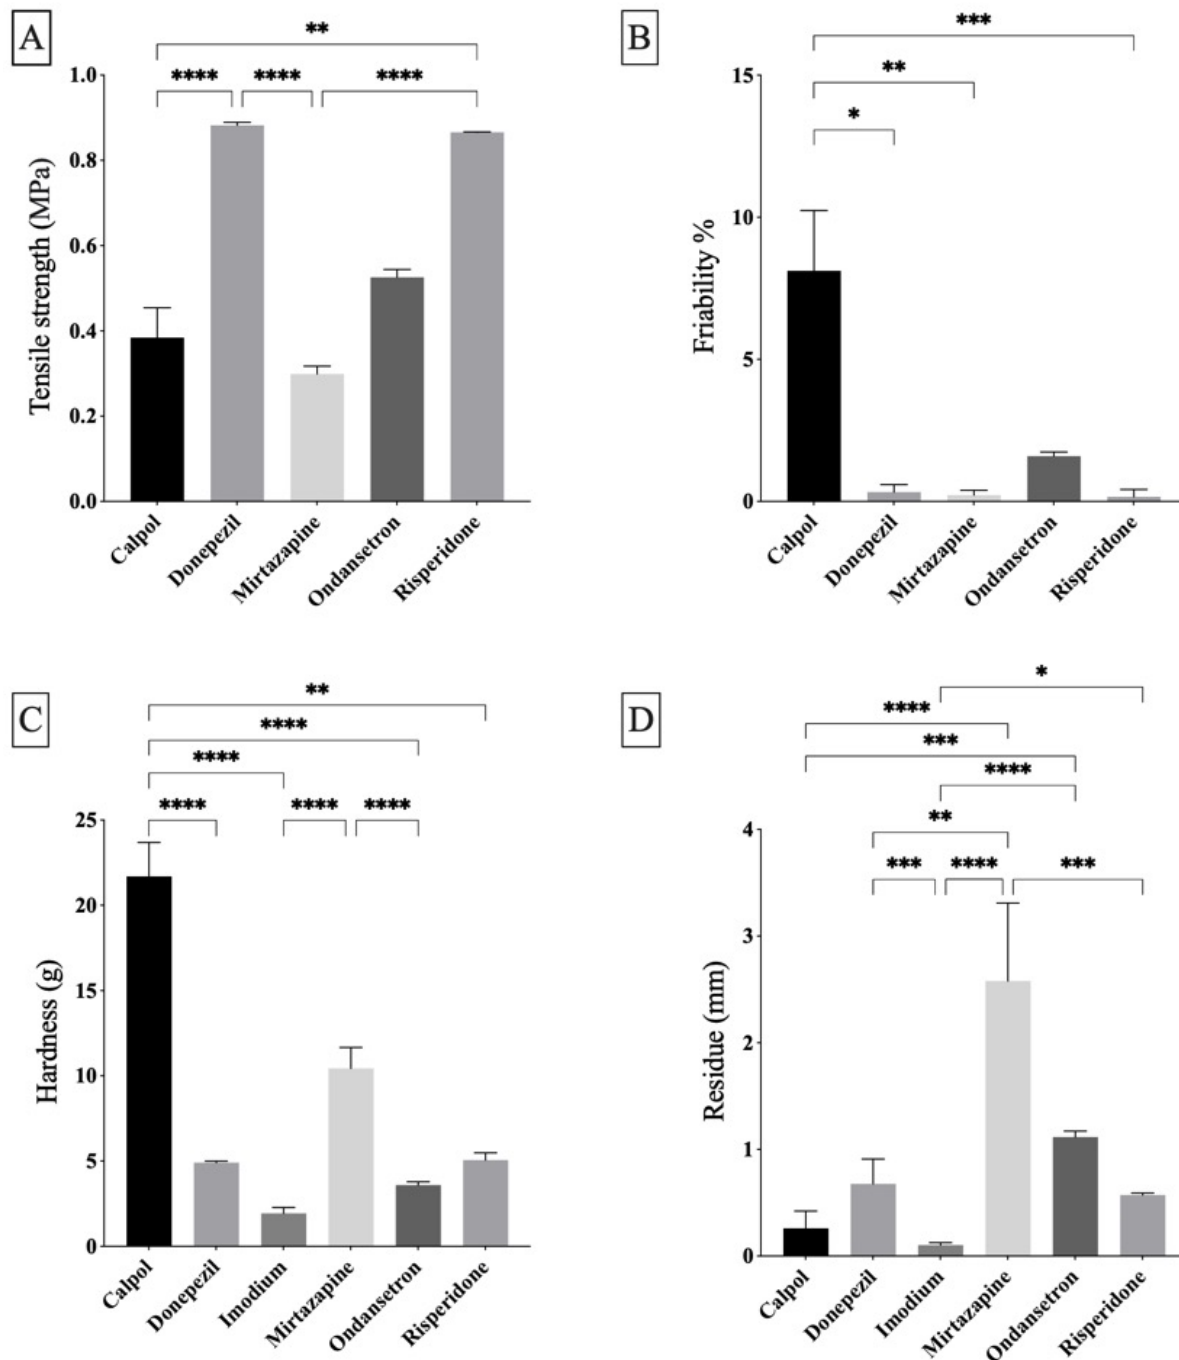 A
**
****
****
****
1.0
0.8
0.6
0.4
0.2
0.0
Tensile strength (MPa)
Calpol
Donepezil
Mirtazapine
Ondansetron
Risperidone
B
***
**
*
15
10
5
0
Friability %
Calpol
Donepezil
Mirtazapine
Ondansetron
Risperidone
C
**
****
****
****
****
****
25
20
15
10
5
0
Hardness (g)
Calpol
Donepezil
Imodium
Mirtazapine
Ondansetron
Risperidone
D
*
****
***
****
**
***
****
***
4
3
2
1
0
Residue (mm)
Calpol
Donepezil
Imodium
Mirtazapine
Ondansetron
Risperidone